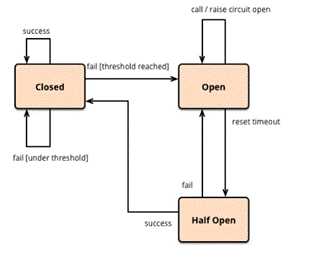 call / raise circuit open
success
fail [threshold reached]
Closed
Open
reset timeout
fail [under threshold]
fail
success
Half Open